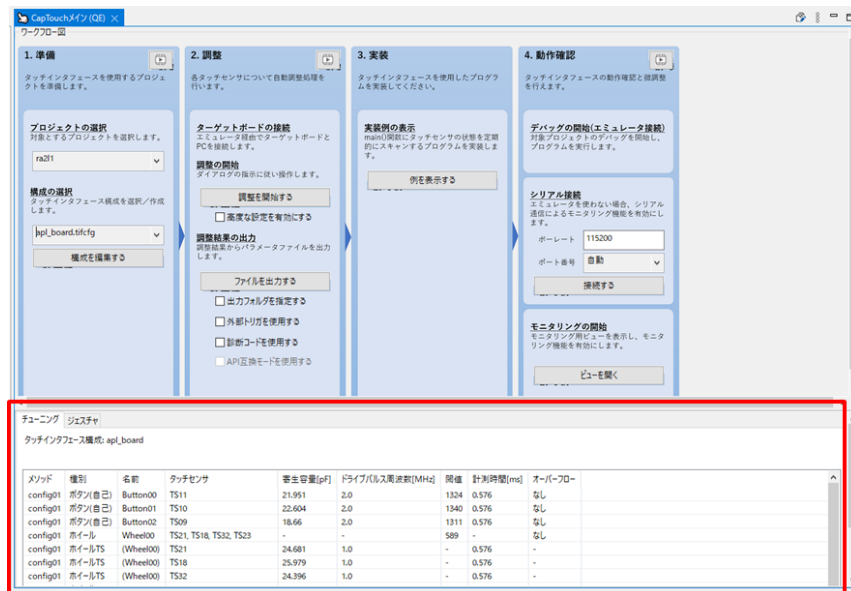 CapTouchメイン (QE)
ワークフロー図
1. 準備
タッチインタフェースを使用するプロジェ
クトを準備します。
プロジェクトの選択
対象とするプロジェクトを選択します。
ra2l1
構成の選択
タッチインタフェース構成を選択/作成
します。
apl_board.tifcfg
構成を編集する
2. 調整
各タッチセンサについて自動調整処理を
行います。
ターゲットボードの接続
エミュレータ経由でターゲットボードと
PCを接続します。
調整の開始
ダイアログの指示に従い操作します。
調整を開始する
高度な設定を有効にする
調整結果の出力
調整結果からパラメータファイルを出力
します。
ファイルを出力する
出力フォルダを指定する
外部トリガを使用する
診断コードを使用する
API互換モードを使用する
3. 実装
タッチインタフェースを使用したプログラ
ムを実装してください。
実装例の表示
main()関数にタッチセンサの状態を定期
的にスキャンするプログラムを実装しま
す。
例を表示する
4. 動作確認
タッチインタフェースの動作確認と微調整
を行えます。
デバッグの開始(エミュレータ接続)
対象プロジェクトのデバッグを開始し、
プログラムを実行します。
シリアル接続
エミュレータを使わない場合、シリアル
通信によるモニタリング機能を有効にし
ます。
ボーレート 115200
ポート番号 自動
接続する
モニタリングの開始
モニタリング用ビューを表示し、モニタ
リング機能を有効にします。
ビューを開く
チューニング ジェスチャ
タッチインタフェース構成: apl_board
メソッド 種別 名前 タッチセンサ 寄生容量[pF] ドライブパルス周波数[MHz] 閾値 計測時間[ms] オーバーフロー
config01 ボタン(自己) Button00 TS11 21.951 2.0 1324 0.576 なし
config01 ボタン(自己) Button01 TS10 22.604 2.0 1340 0.576 なし
config01 ボタン(自己) Button02 TS09 18.66 2.0 1311 0.576 なし
config01 ホイール Wheel00 TS21, TS18, TS32, TS23 - - 589 - なし
config01 ホイールTS (Wheel00) TS21 24.681 1.0 - 0.576 -
config01 ホイールTS (Wheel00) TS18 25.979 1.0 - 0.576 -
config01 ホイールTS (Wheel00) TS32 24.396 1.0 - 0.576 -